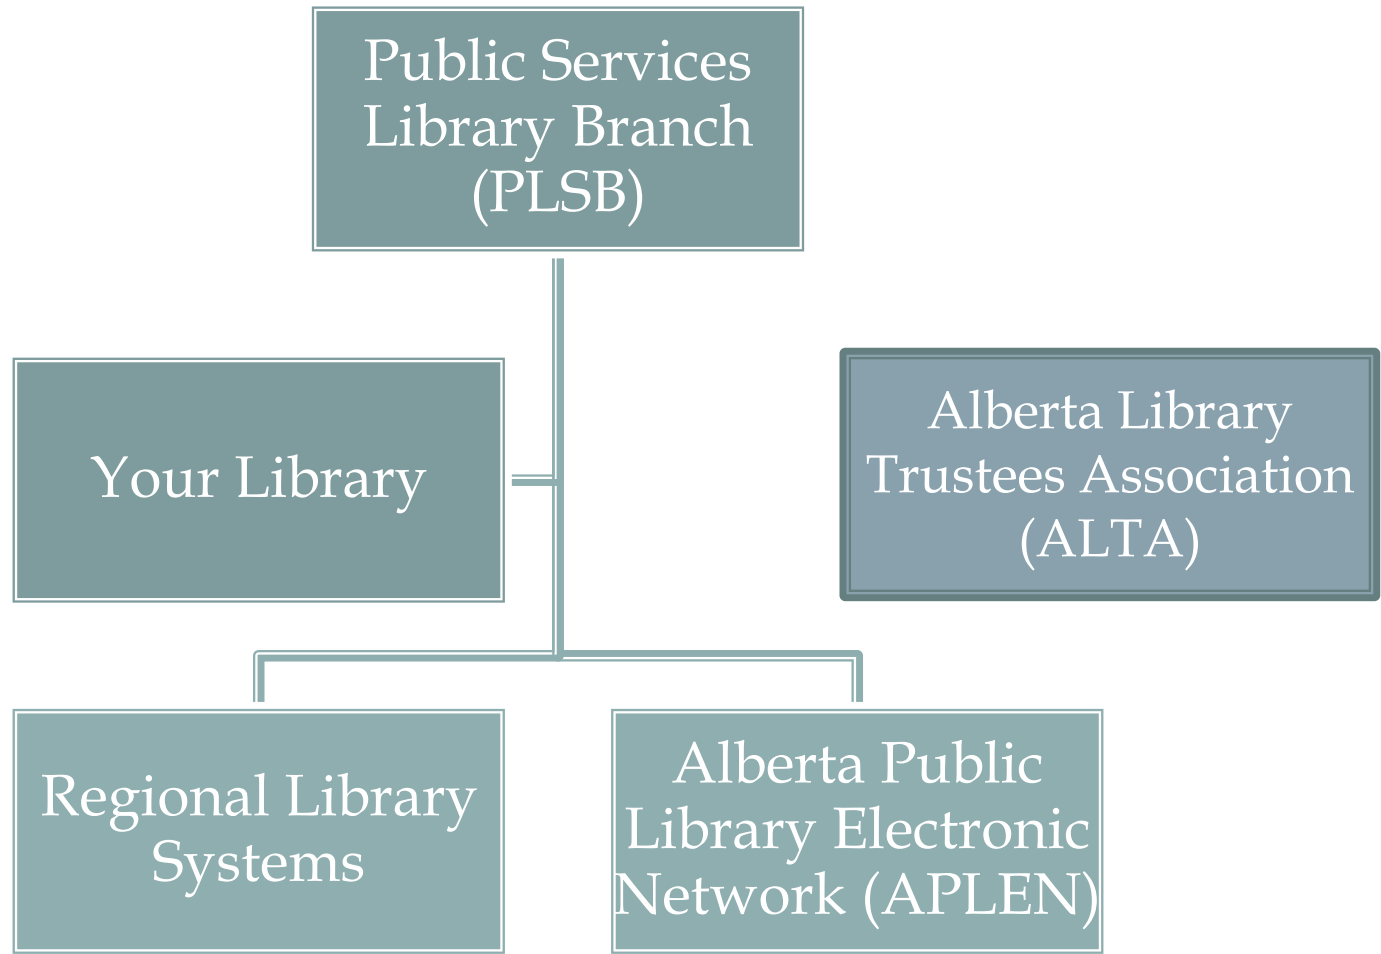 Public Services
Library Branch
(PLSB)
Your Library
Alberta Library
Trustees Association
(ALTA)
Regional Library
Systems
Alberta Public
Library Electronic
Network (APLEN)